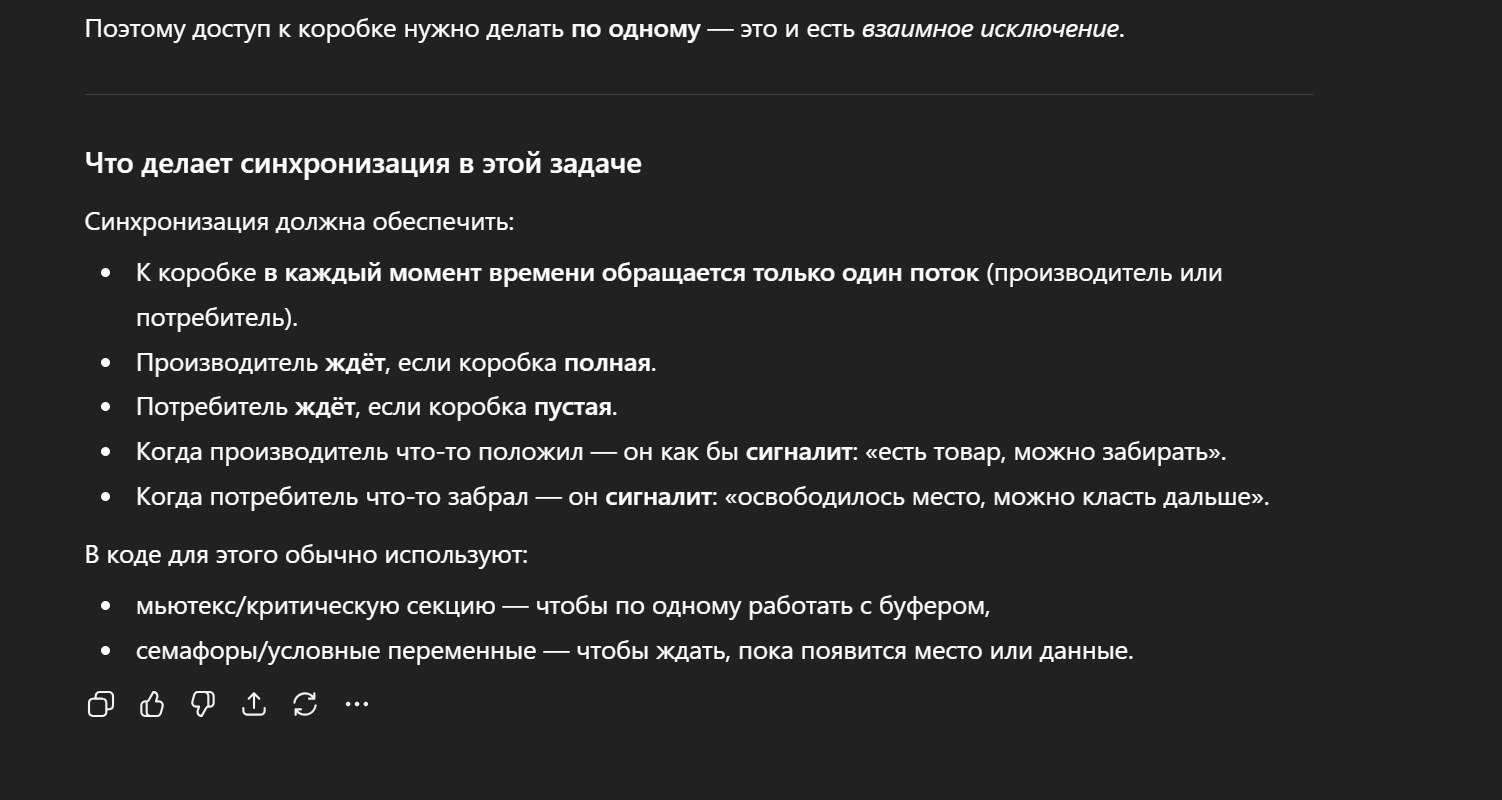 Поэтому доступ к коробке нужно делать по одному — это и есть взаимное исключение.
Что делает синхронизация в этой задаче
Синхронизация должна обеспечить:
• К коробке в каждый момент времени обращается только один поток (производитель или
потребитель).
• Производитель ждёт, если коробка полная.
• Потребитель ждёт, если коробка пустая.
• Когда производитель что-то положил — он как бы сигналит: «есть товар, можно забирать».
• Когда потребитель что-то забрал — он сигналит: «освободилось место, можно класть дальше».
В коде для этого обычно используют:
• мьютекс/критическую секцию — чтобы по одному работать с буфером,
• семафоры/условные переменные — чтобы ждать, пока появится место или данные.